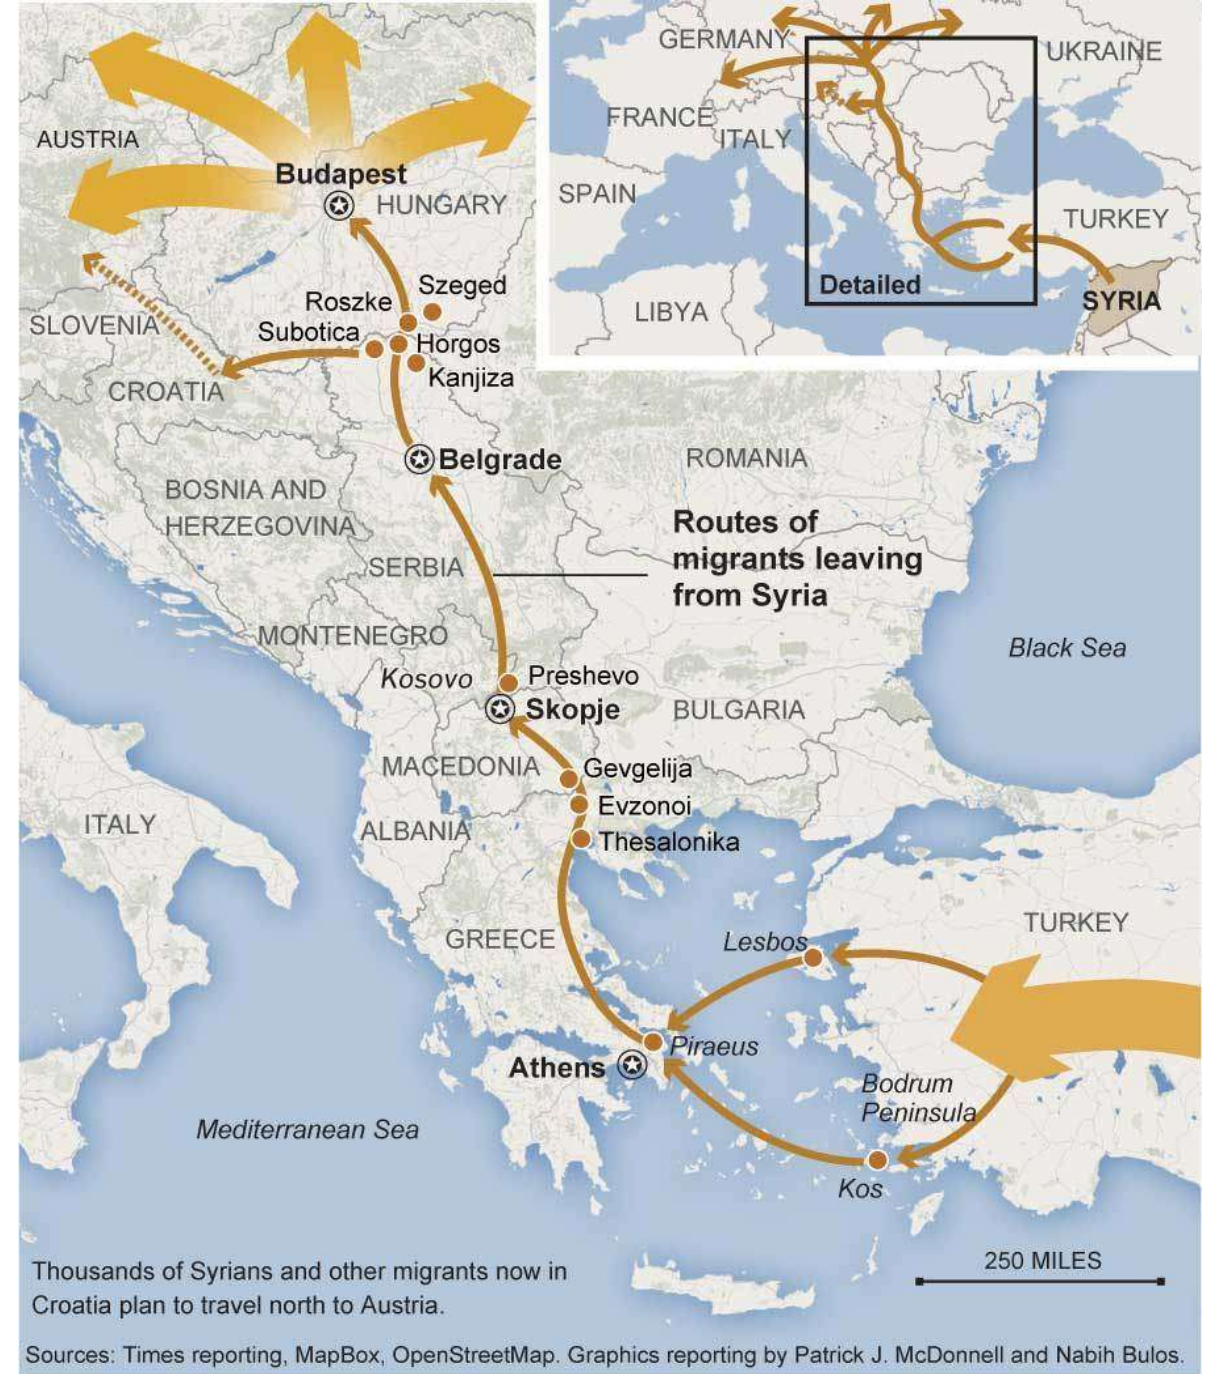 GERMANY
UKRAINE
FRANCE
ITALY
SPAIN
TURKEY
Detailed
SYRIA
LIBYA
AUSTRIA
Budapest
HUNGARY
Szeged
Roszke
SLOVENIA
Subotica
Horgos
Kanjiza
CROATIA
Belgrade
ROMANIA
BOSNIA AND
HERZEGOVINA
Routes of
migrants leaving
from Syria
SERBIA
MONTENEGRO
Black Sea
Kosovo
Preshevo
Skopje
BULGARIA
MACEDONIA
Gevgelija
Evzonoi
ITALY
ALBANIA
Thesalonika
TURKEY
GREECE
Lesbos
Piraeus
Athens
Bodrum
Peninsula
Mediterranean Sea
Kos
250 MILES
Thousands of Syrians and other migrants now in
Croatia plan to travel north to Austria.
Sources: Times reporting, MapBox, OpenStreetMap. Graphics reporting by Patrick J. McDonnell and Nabih Bulos.